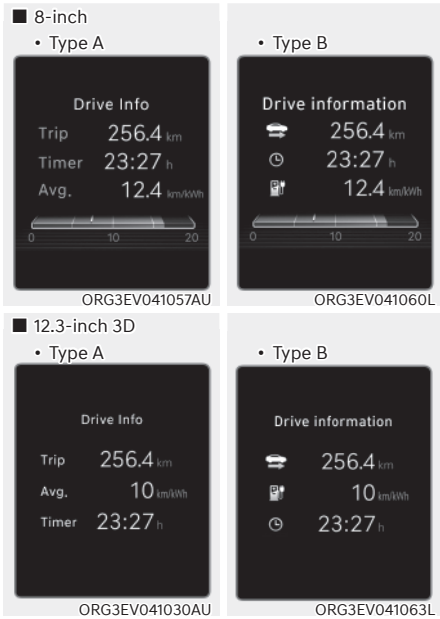 ■ 8-inch
• Type A
Drive Info
Trip 256.4 km
Timer 23:27 h
Avg. 12.4 km/kWh
0 10 20
ORG3EV041057AU
• Type B
Drive information
256.4 km
23:27 h
12.4 km/kWh
0 10 20
ORG3EV041060L
■ 12.3-inch 3D
• Type A
Drive Info
Trip 256.4 km
Avg. 10 km/kWh
Timer 23:27 h
ORG3EV041030AU
• Type B
Drive information
256.4 km
10 km/kWh
23:27 h
ORG3EV041063L